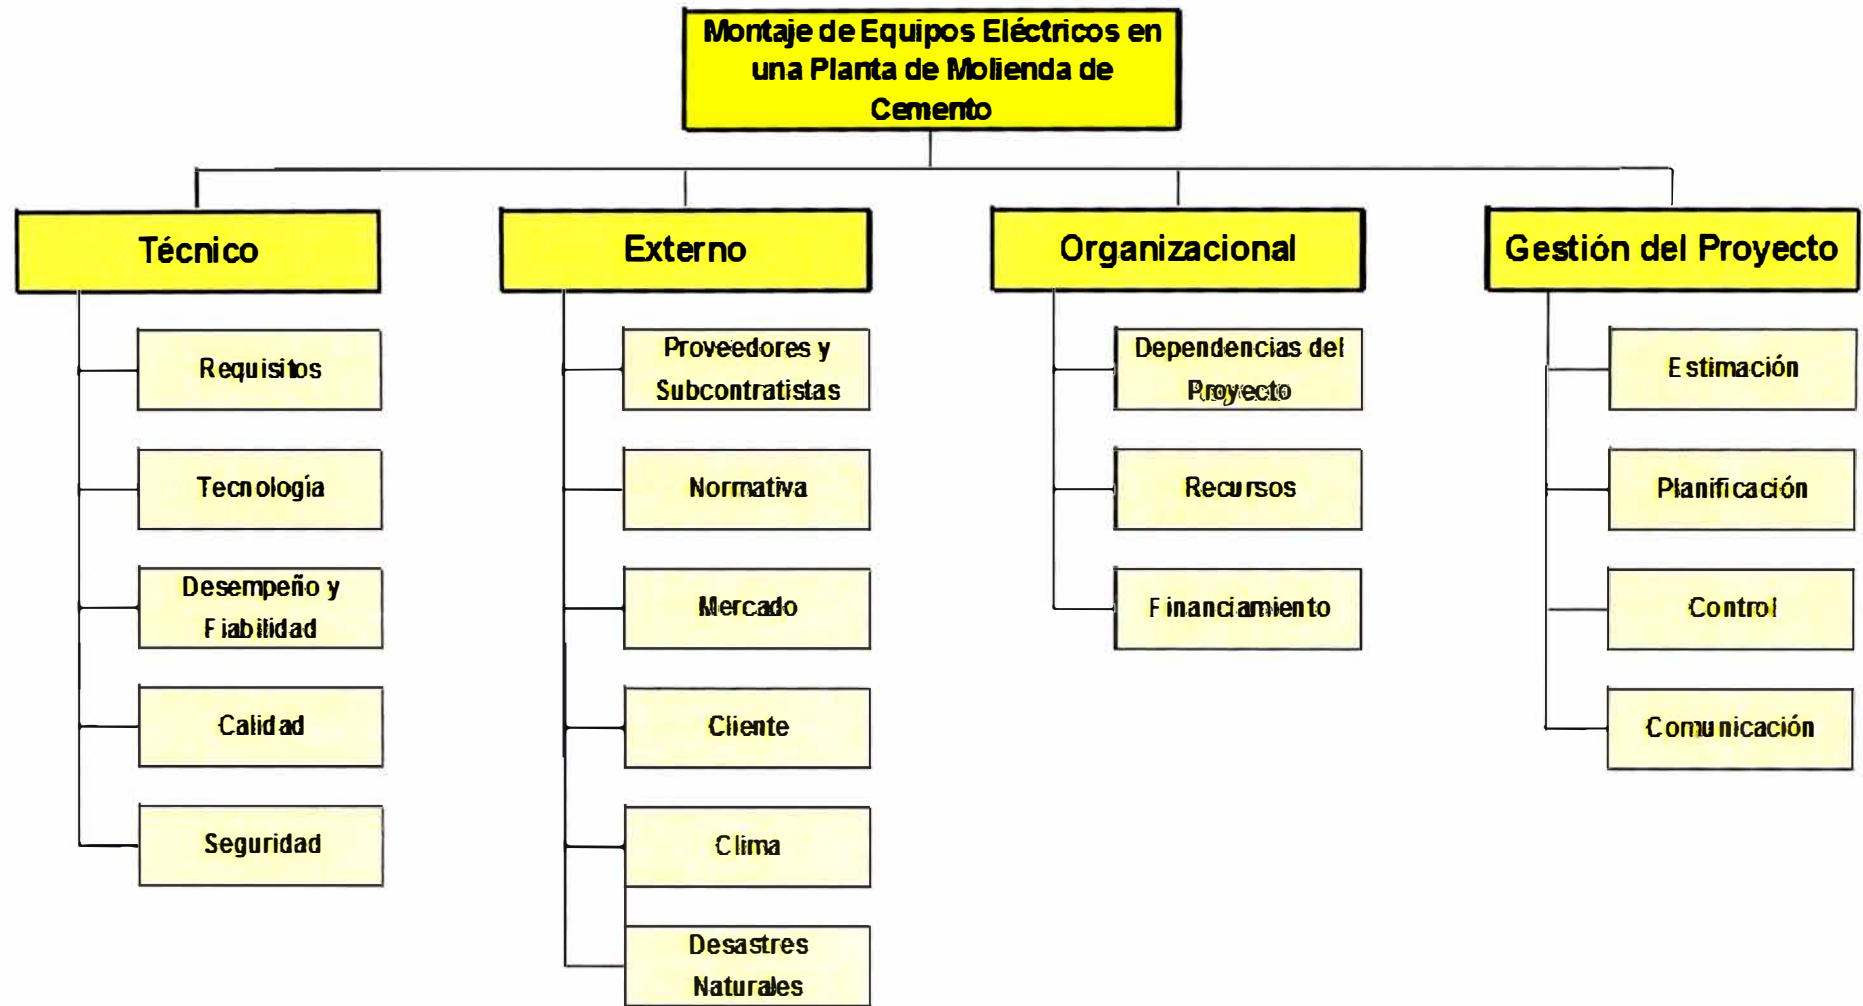 Montaje de Equipos Eléctricos en
una Planta de Molienda de
Cemento
Técnico
Requisitos
Tecnología
Desempeño y
Fiabilidad
Calidad
Seguridad
Externo
Proveedores y
Subcontratistas
Normativa
Mercado
Cliente
Clima
Desastres
Naturales
Organizacional
Dependencias del
Proyecto
Recursos
Financiamiento
Gestión del Proyecto
Estimación
Planificación
Control
Comunicación